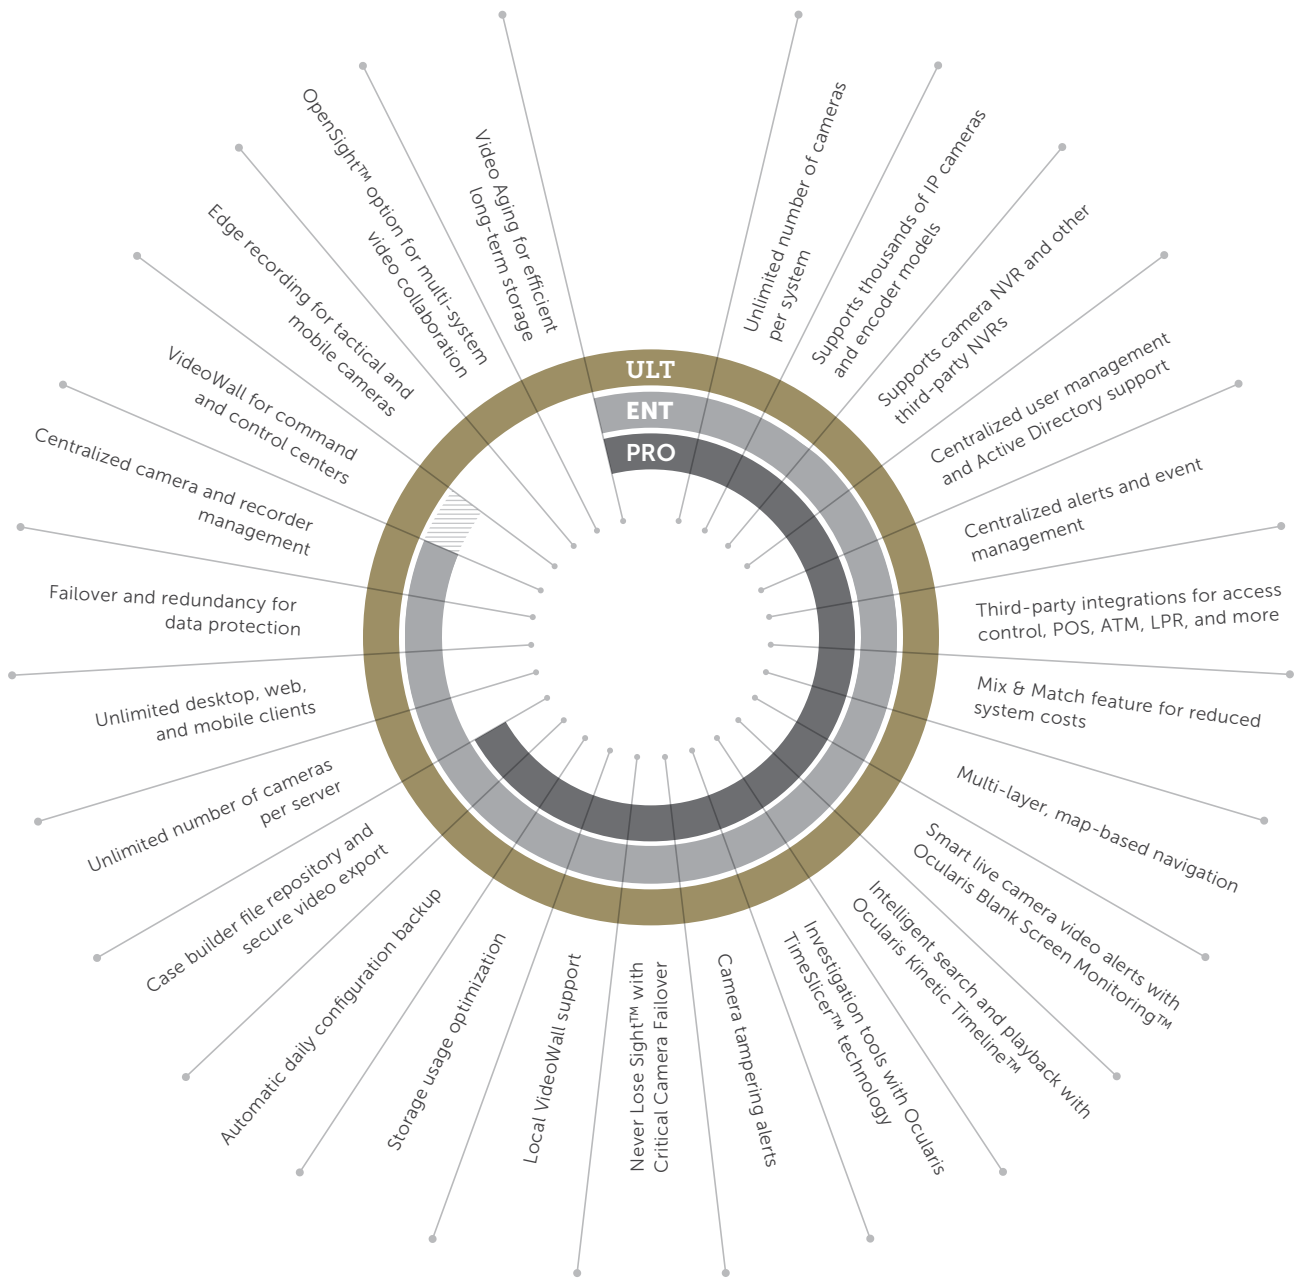 ULT
ENT
PRO
Unlimited number of cameras
per system
Supports thousands of IP cameras
and encoder models
Supports camera NVR and other
third-party NVRs
Centralized user management
and Active Directory support
Centralized alerts and event
management
Third-party integrations for access
control, POS, ATM, LPR, and more
Mix & Match feature for reduced
system costs
Multi-layer, map-based navigation
Smart live camera video alerts with
Ocularis Blank Screen Monitoring™
Intelligent search and playback with
Ocularis Kinetic Timeline™
Investigation tools with Ocularis
TimeSlicer™ technology
Camera tampering alerts
Never Lose Sight™ with
Critical Camera Failover
Local VideoWall support
Storage usage optimization
Automatic daily configuration backup
Case builder file repository and
secure video export
Unlimited number of cameras
per server
Unlimited desktop, web,
and mobile clients
Failover and redundancy for
data protection
Centralized camera and recorder
management
VideoWall for command
and control centers
Edge recording for tactical and
mobile cameras
OpenSight™ option for multi-system
video collaboration
Video Aging for efficient
long-term storage